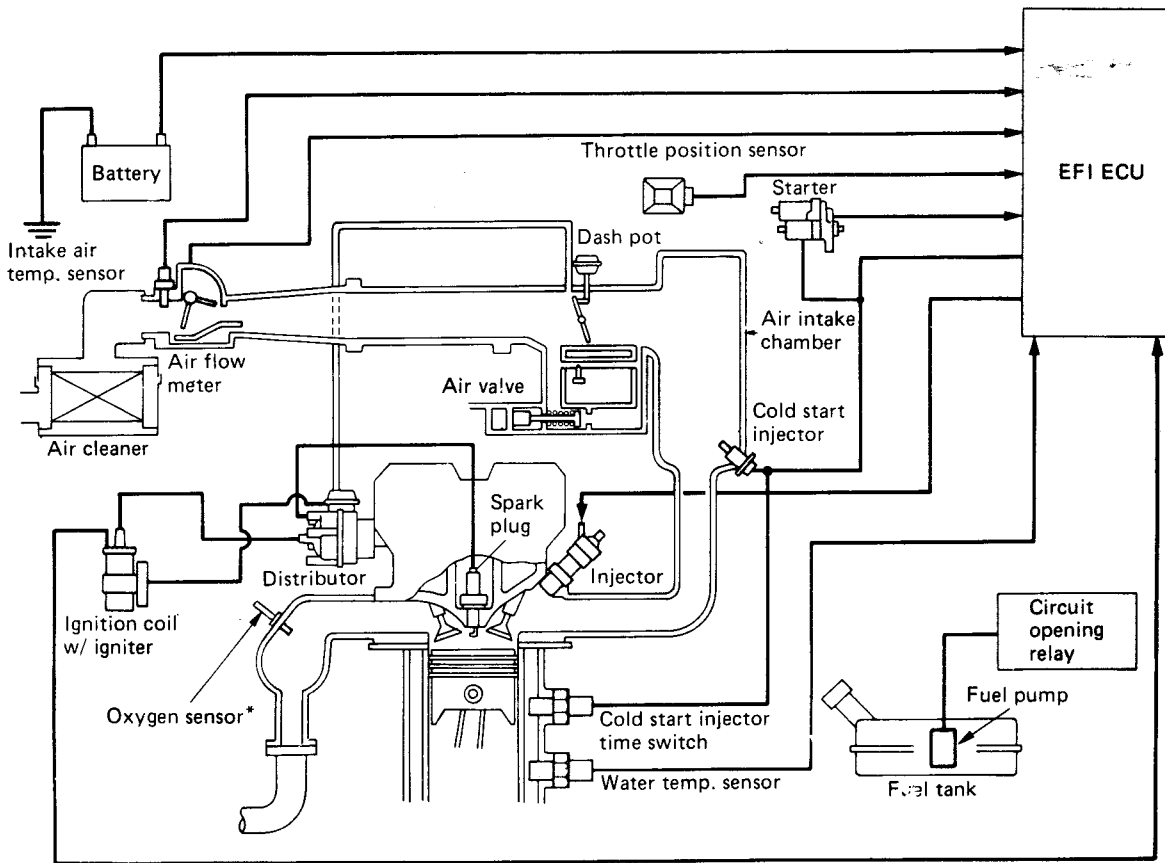 Battery
Throttle position sensor
EFI ECU
Starter
Intake air
temp. sensor
Dash pot
Air intake
chamber
Air flow
meter
Air valve
Cold start
injector
Air cleaner
Spark
plug
Distributor
Injector
Ignition coil
w/ igniter
Circuit
opening
relay
Oxygen sensor*
Cold start injector
time switch
Fuel pump
Water temp. sensor
Fuel tank